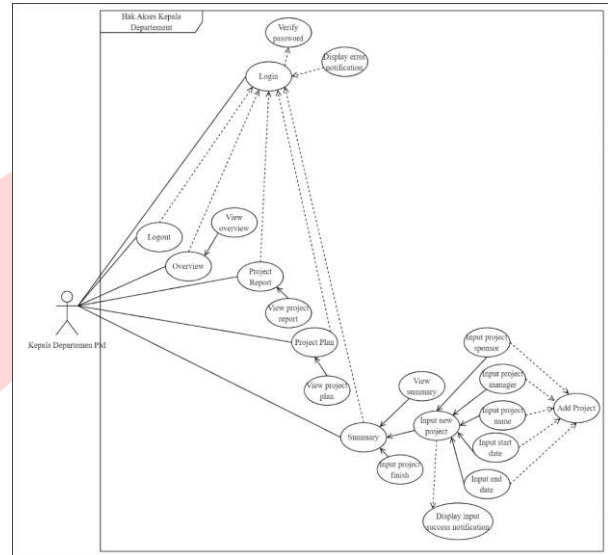 Hak Akses Kepala
Departement
Verify
password
Display error
notification
Login
View
overview
Logout
Overview
Project
Report
View project
report
Kepala Departemen PM
Project Plan
View project
plan
Input project
sponsor
Input project
manager
View
summary
Input project
name
Add Project
Input new
project
Summary
Input start
date
Input project
finish
Input end
date
Display input
success notification